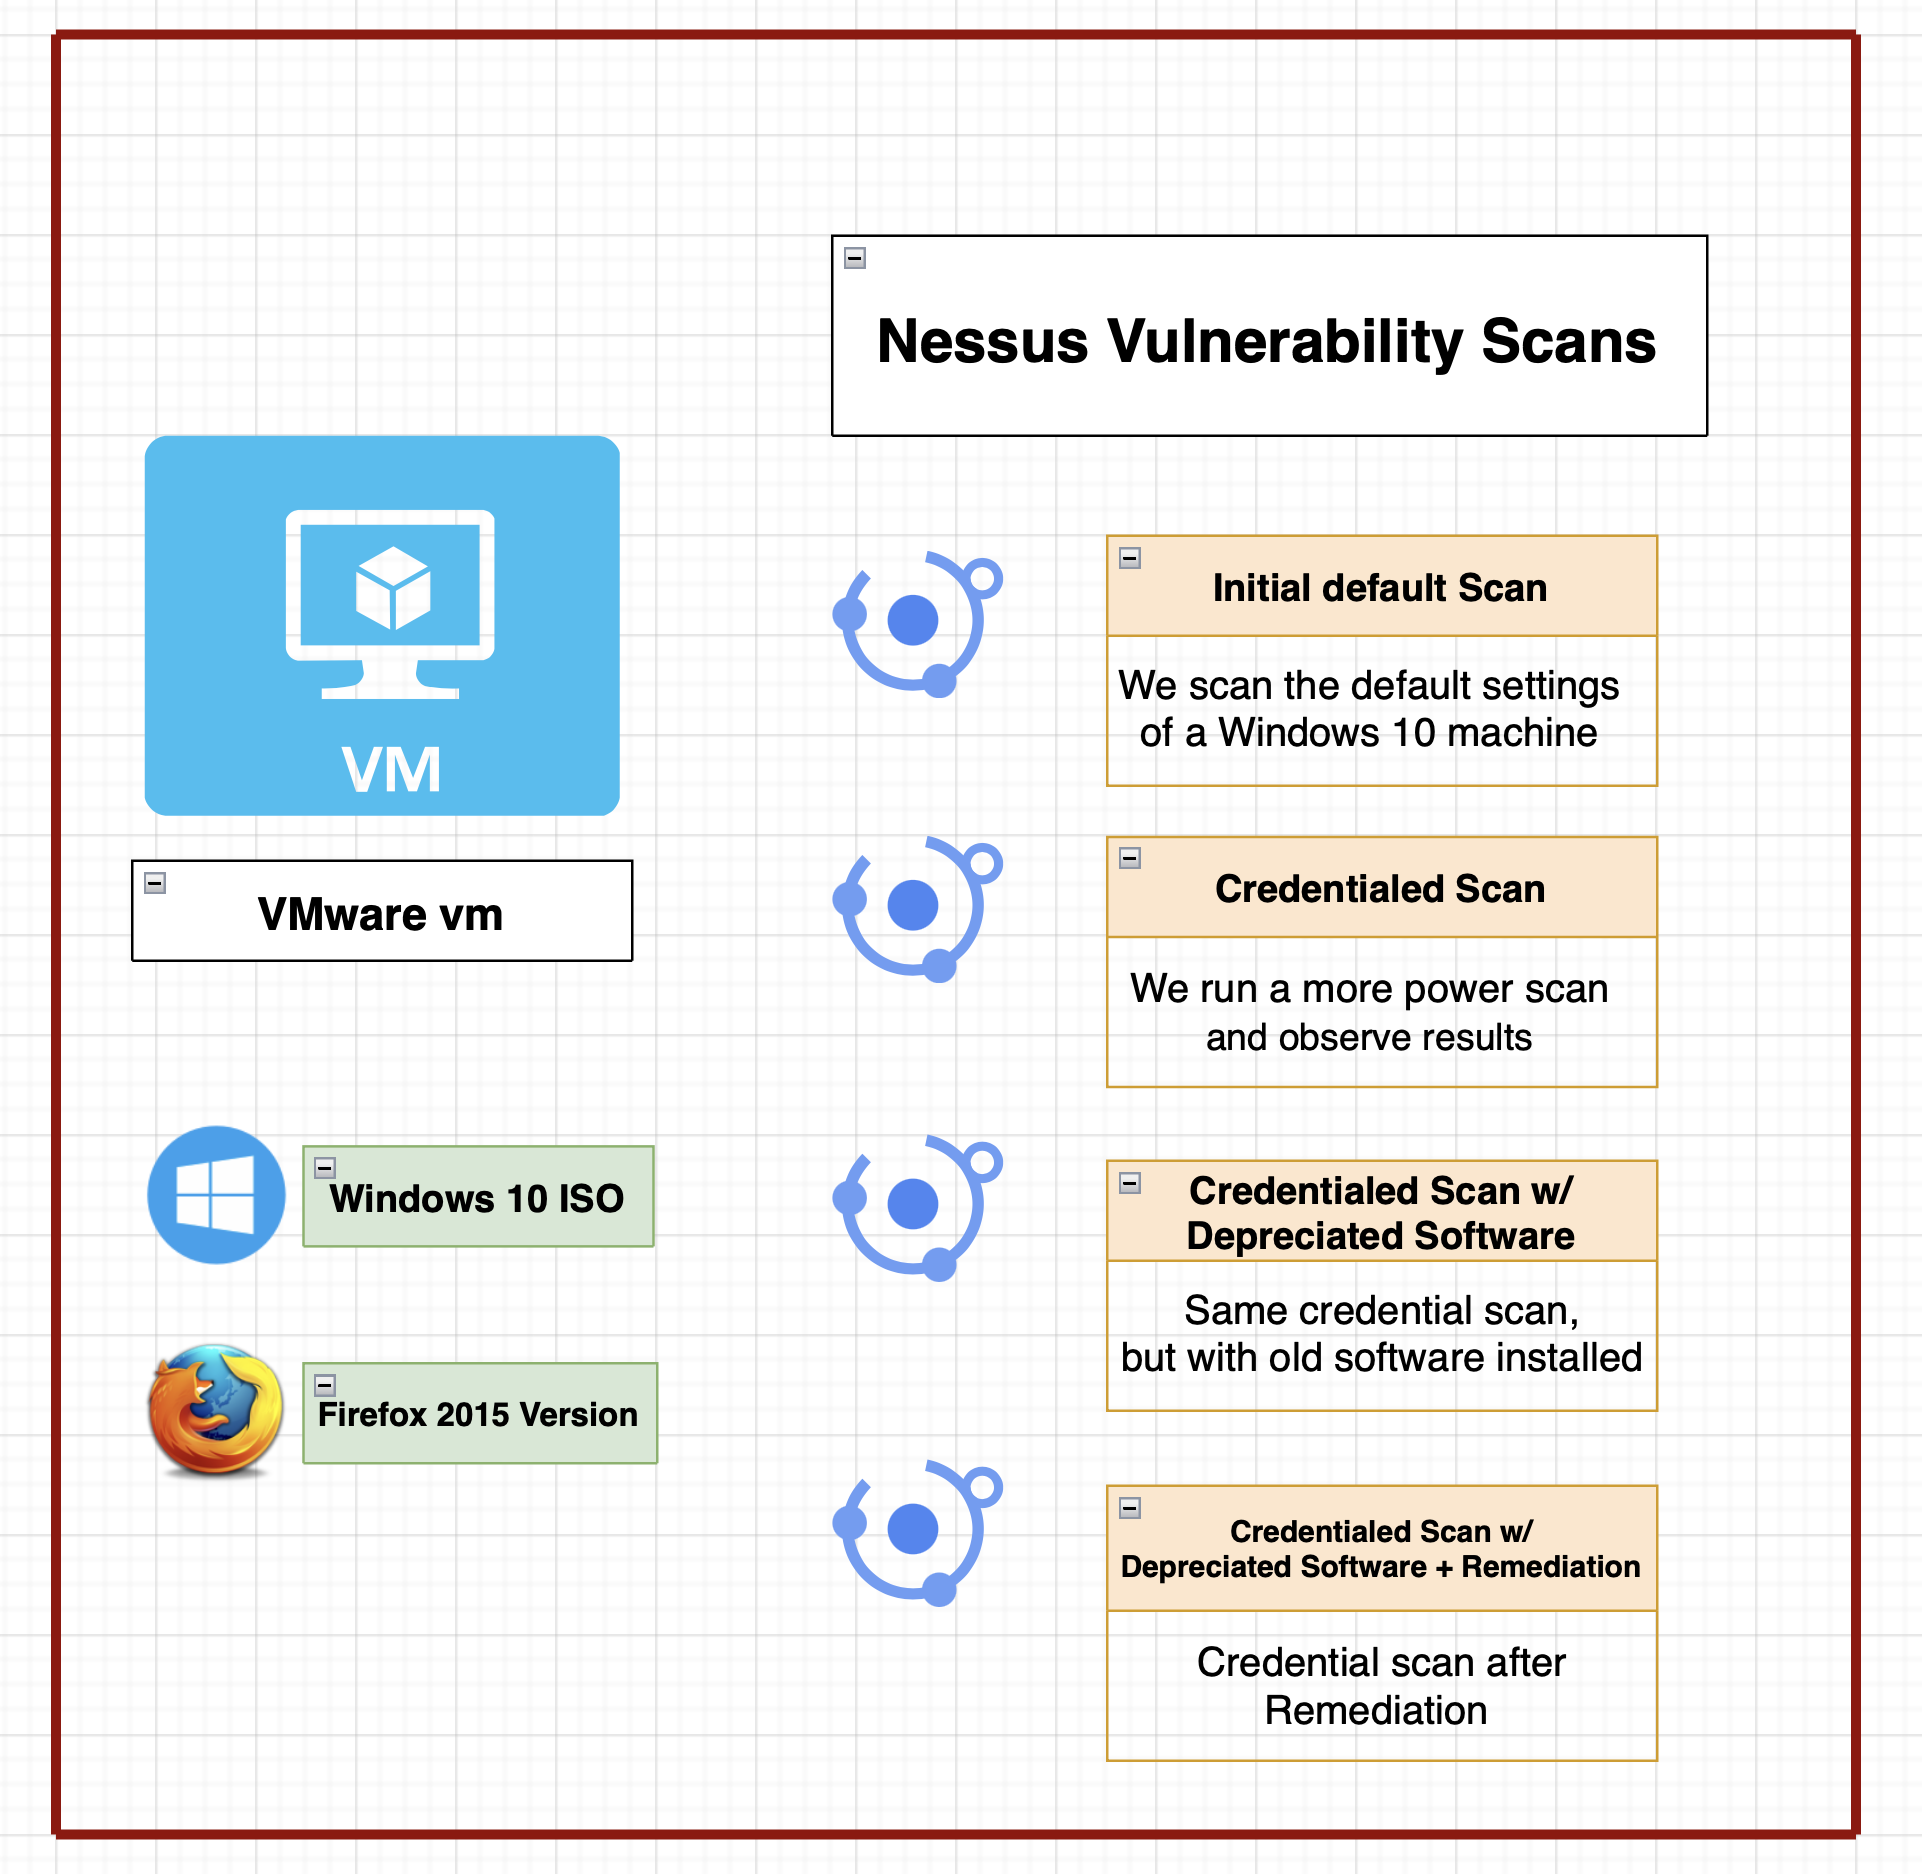 Nessus Vulnerability Scans
VM
VMware vm
Windows 10 ISO
Firefox 2015 Version
Initial default Scan
We scan the default settings
of a Windows 10 machine
Credentialed Scan
We run a more power scan
and observe results
Credentialed Scan w/
Depreciated Software
Same credential scan,
but with old software installed
Credentialed Scan w/
Depreciated Software + Remediation
Credential scan after
Remediation